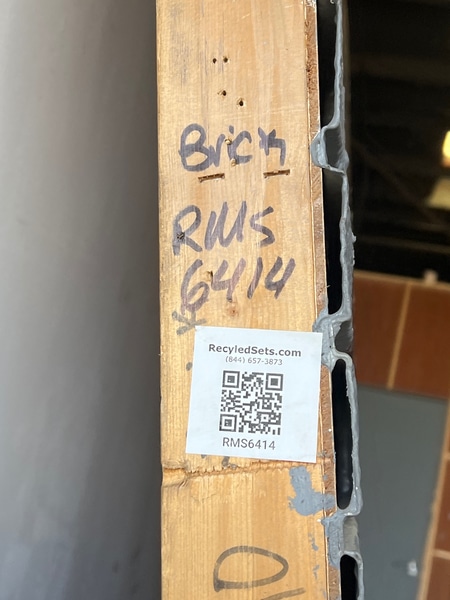 Brick
RMS
6414
RecyledSets.com
(844) 657-3873
RMS6414